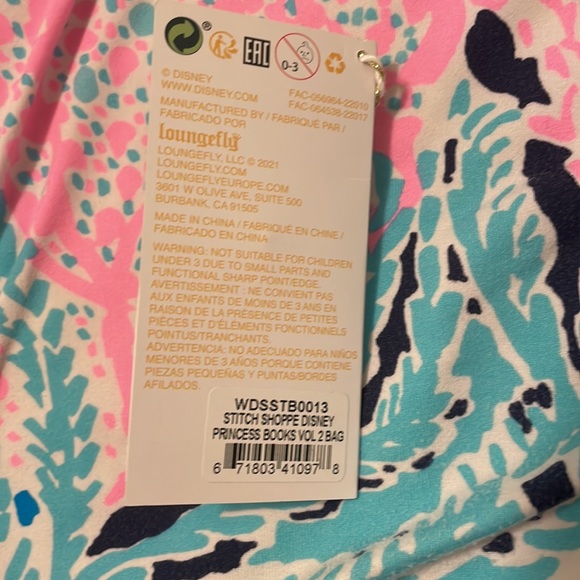 ® EAC 0-3
© DISNEY
WWW.DISNEY.COM
FAC-056964-22010
FAC-064538-22017
MANUFACTURED BY / FABRIQUÉ PAR /
FABRICADO POR
loungefly
LOUNGEFLY, LLC © 2021
LOUNGEFLY.COM
LOUNGEFLYEUROPE.COM
3601 W OLIVE AVE, SUITE 500
BURBANK, CA 91505
MADE IN CHINA / FABRIQUÉ EN CHINE /
FABRICADO EN CHINA
WARNING: NOT SUITABLE FOR CHILDREN
UNDER 3 DUE TO SMALL PARTS AND
FUNCTIONAL SHARP POINT/EDGE.
AVERTISSEMENT : NE CONVIENT PAS
AUX ENFANTS DE MOINS DE 3 ANS EN
RAISON DE LA PRÉSENCE DE PETITES
PIÈCES ET D'ÉLÉMENTS FONCTIONNELS
POINTUS/TRANCHANTS.
ADVERTENCIA: NO ADECUADO PARA NIÑOS
MENORES DE 3 AÑOS PORQUE CONTIENE
PIEZAS PEQUEÑAS Y PUNTAS/BORDES
AFILADOS.
WDSSTB0013
STITCH SHOPPE DISNEY
PRINCESS BOOKS VOL 2 BAG
6 71803 41097 8